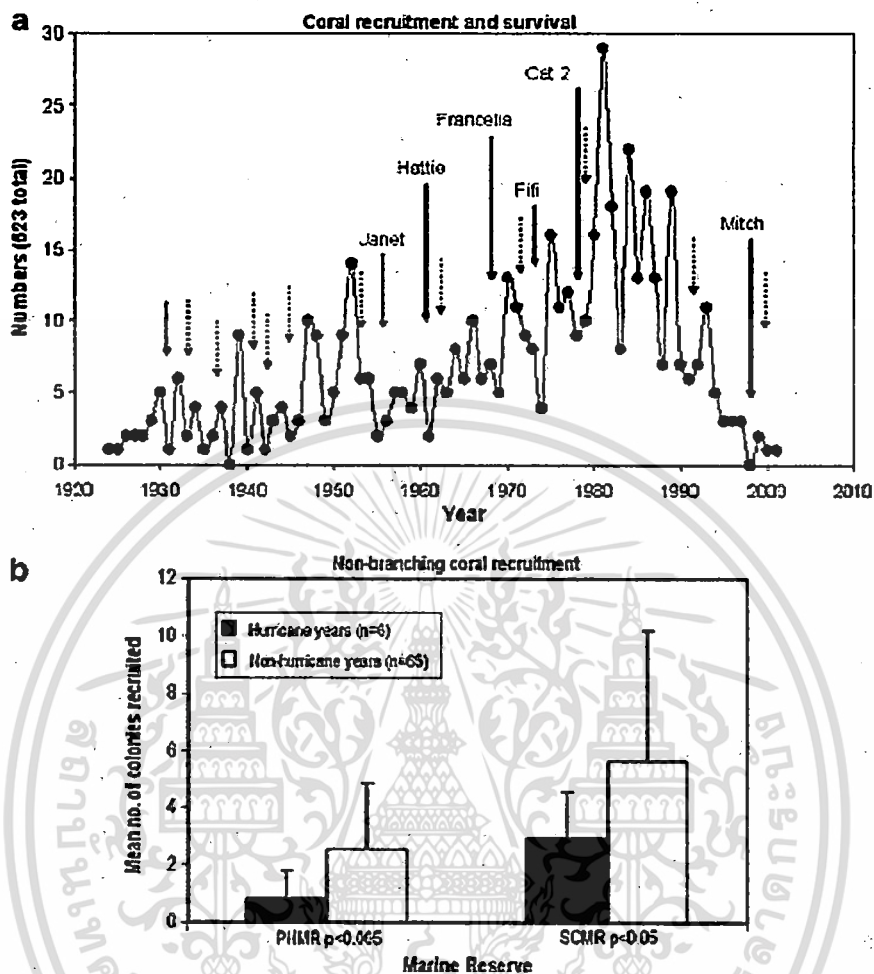 a
Coral recruitment and survival
30
25
20
15
10
5
0
Numbers (623 total)
Janet
Hattie
Francelia
Fifi
Cat 2
Mitch
1920 1930 1940 1950 1960 1970 1980 1990 2000 2010
Year
b
Non-branching coral recruitment
12
10
8
6
4
2
0
Mean no. of colonies recruited
Hurricane years (n=6)
Non-hurricane years (n=65)
PHMR p<0.005
SCMR p<0.05
Marine Reserve